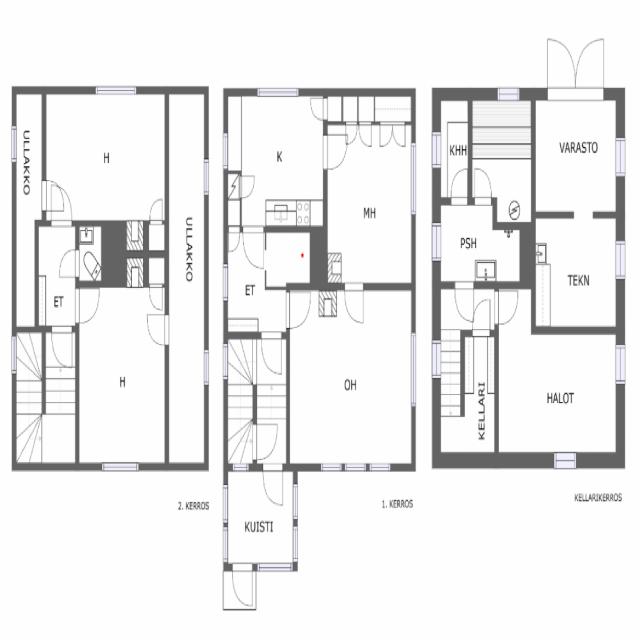 ULLAKKO
H
ULLAKKO
ET
H
2. KERROS
K
MH
ET
OH
KUISTI
1. KERROS
KHH
VARASTO
PSH
TEKN
KELLARI
HALOT
KELLARIKERROS